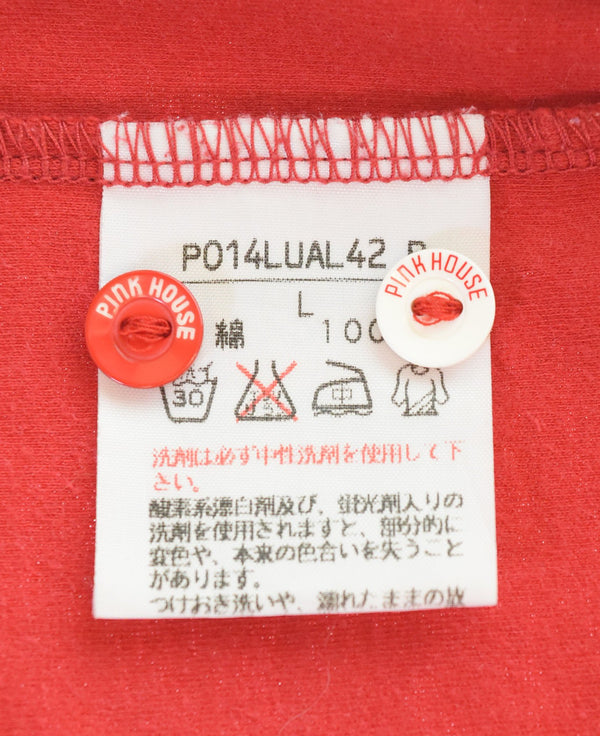 P014LUAL42 P
PINK HOUSE
PINK HOUSE
L
綿 100
30
中
洗剤は必ず中性洗剤を使用して下
さい。
酸素系漂白剤及び、蛍光剤入りの
洗剤を使用されますと、部分的に
変色や、本来の色合いを失うこと
があります。
つけおき洗いや、濡れたままの放